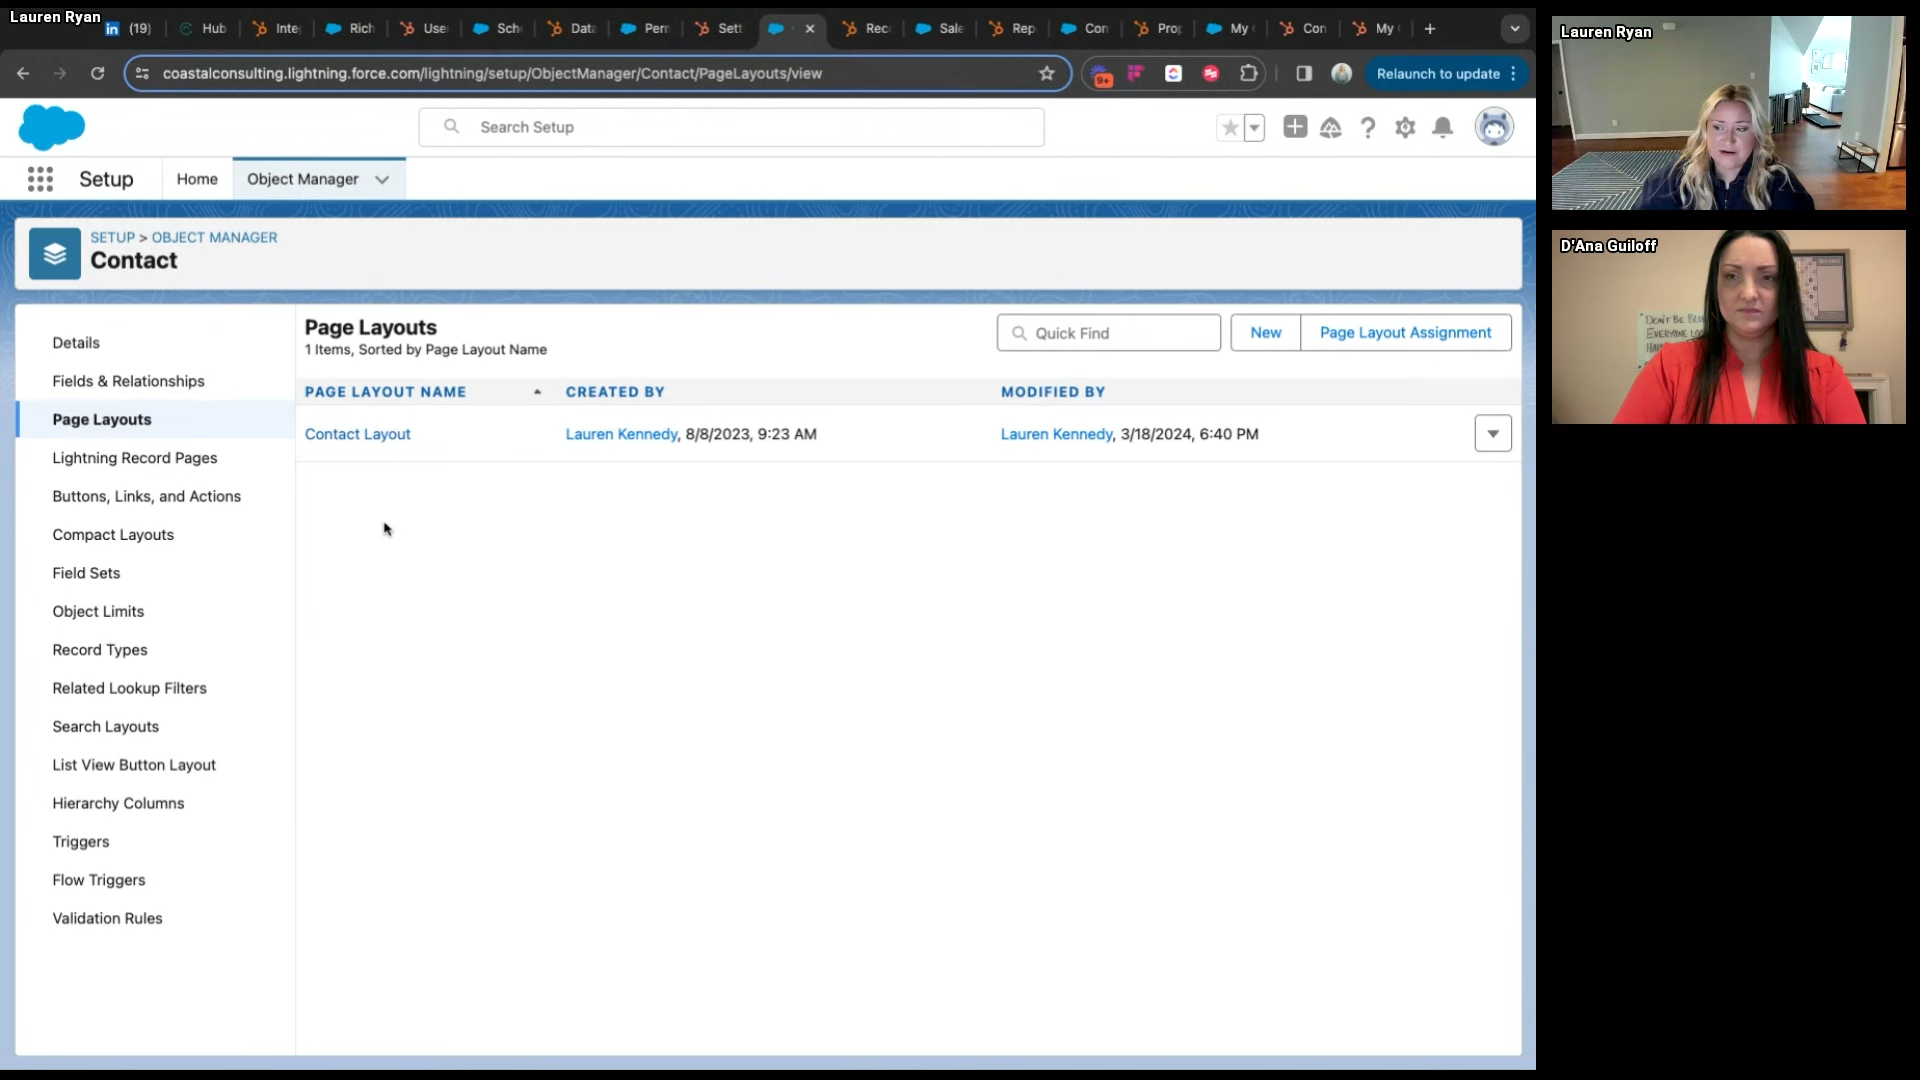 Lauren Ryan
(19)
Hub
Inte
Rich
Use
Sch
Data
Perm
Sett
Rec
Sale
Rep
Con
Prop
My
Con
My
coastalconsulting.lightning.force.com/lightning/setup/ObjectManager/Contact/PageLayouts/view
9+
Relaunch to update
Search Setup
Setup
Home
Object Manager
SETUP > OBJECT MANAGER
Contact
Details
Fields & Relationships
Page Layouts
Lightning Record Pages
Buttons, Links, and Actions
Compact Layouts
Field Sets
Object Limits
Record Types
Related Lookup Filters
Search Layouts
List View Button Layout
Hierarchy Columns
Triggers
Flow Triggers
Validation Rules
Page Layouts
1 Items, Sorted by Page Layout Name
Quick Find
New
Page Layout Assignment
PAGE LAYOUT NAME
CREATED BY
MODIFIED BY
Contact Layout
Lauren Kennedy, 8/8/2023, 9:23 AM
Lauren Kennedy, 3/18/2024, 6:40 PM
Lauren Ryan
D'Ana Guiloff
DON'T BE
EVERYONE